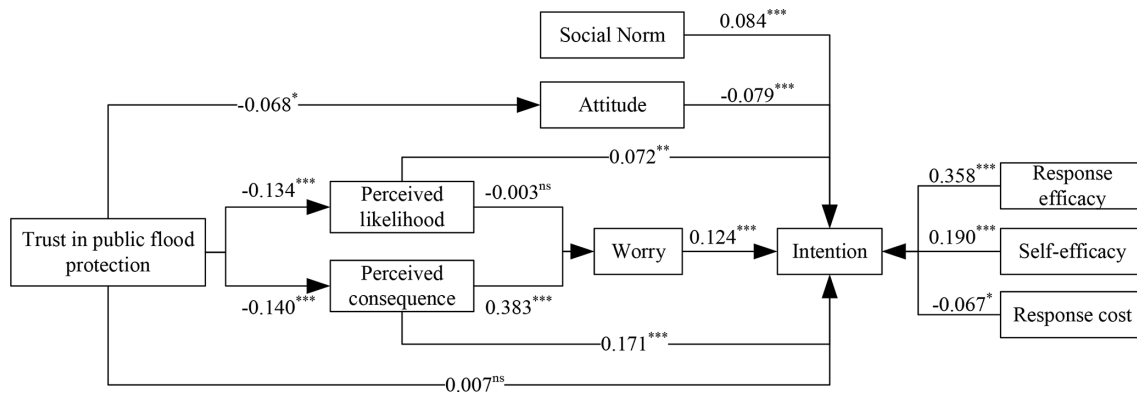 Social Norm
0.084***
-0.068*
Attitude
-0.079***
0.072**
-0.134***
Perceived
likelihood
-0.003ns
0.358***
Response
efficacy
Trust in public flood
protection
Worry
0.124***
Intention
0.190***
Self-efficacy
-0.140***
Perceived
consequence
0.383***
-0.067*
Response cost
0.171***
0.007ns